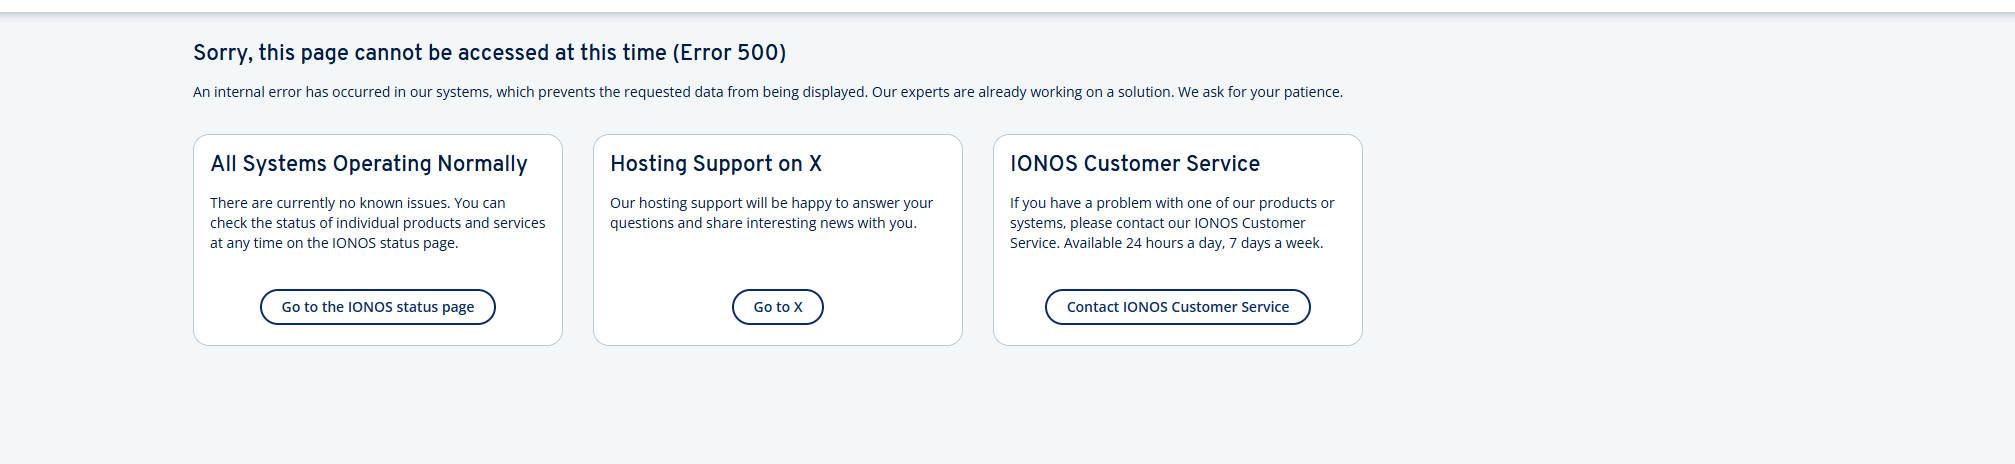 Sorry, this page cannot be accessed at this time (Error 500)
An internal error has occurred in our systems, which prevents the requested data from being displayed. Our experts are already working on a solution. We ask for your patience.
All Systems Operating Normally
There are currently no known issues. You can
check the status of individual products and services
at any time on the IONOS status page.
Go to the IONOS status page
Hosting Support on X
Our hosting support will be happy to answer your
questions and share interesting news with you.
Go to X
IONOS Customer Service
If you have a problem with one of our products or
systems, please contact our IONOS Customer
Service. Available 24 hours a day, 7 days a week.
Contact IONOS Customer Service